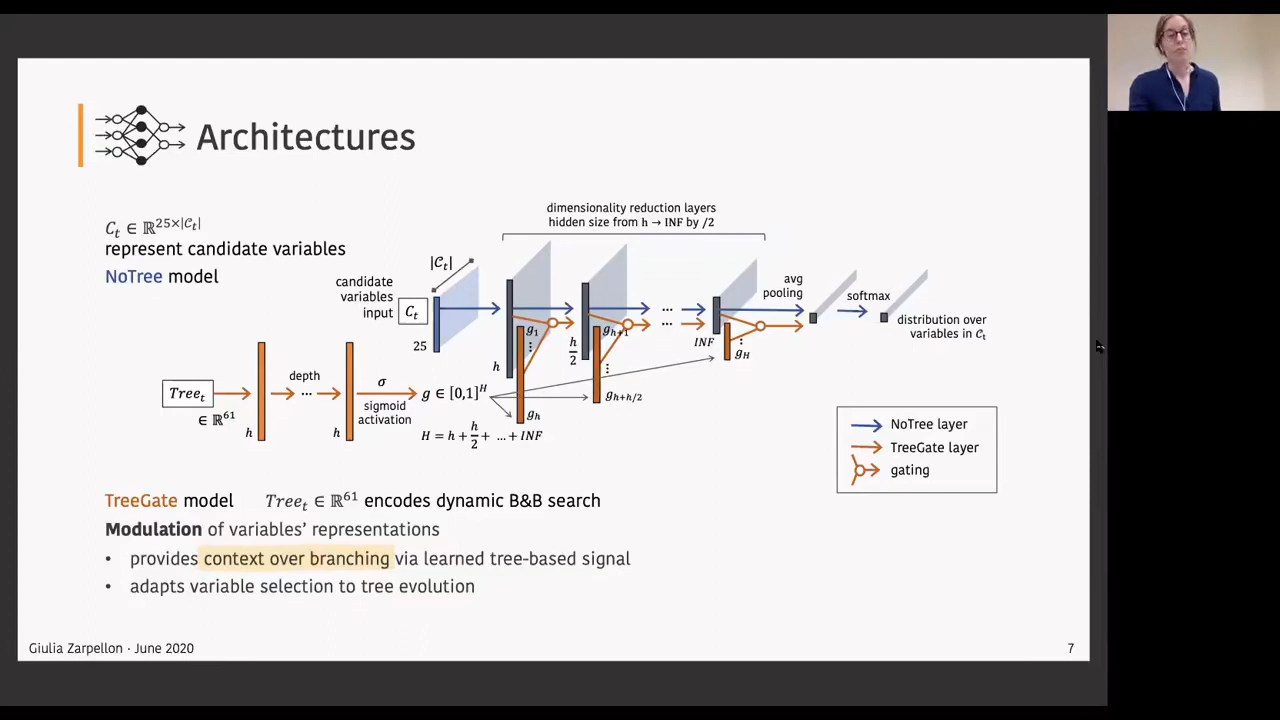 Architectures
C_t ∈ ℝ^{25×|𝒞_t|}
represent candidate variables
NoTree model
dimensionality reduction layers
hidden size from h → INF by /2
candidate
variables
input
C_t
|𝒞_t|
25
h
g_1
⋮
g_h
h/2
g_{h+1}
⋮
g_{h+h/2}
...
INF
⋮
g_H
avg
pooling
softmax
distribution over
variables in 𝒞_t
Tree_t
∈ ℝ^{61}
h
depth
...
h
σ
sigmoid
activation
g ∈ [0,1]^H
H = h + h/2 + ... + INF
NoTree layer
TreeGate layer
gating
TreeGate model Tree_t ∈ ℝ^{61} encodes dynamic B&B search
Modulation of variables' representations
• provides context over branching via learned tree-based signal
• adapts variable selection to tree evolution
Giulia Zarpellon · June 2020
7